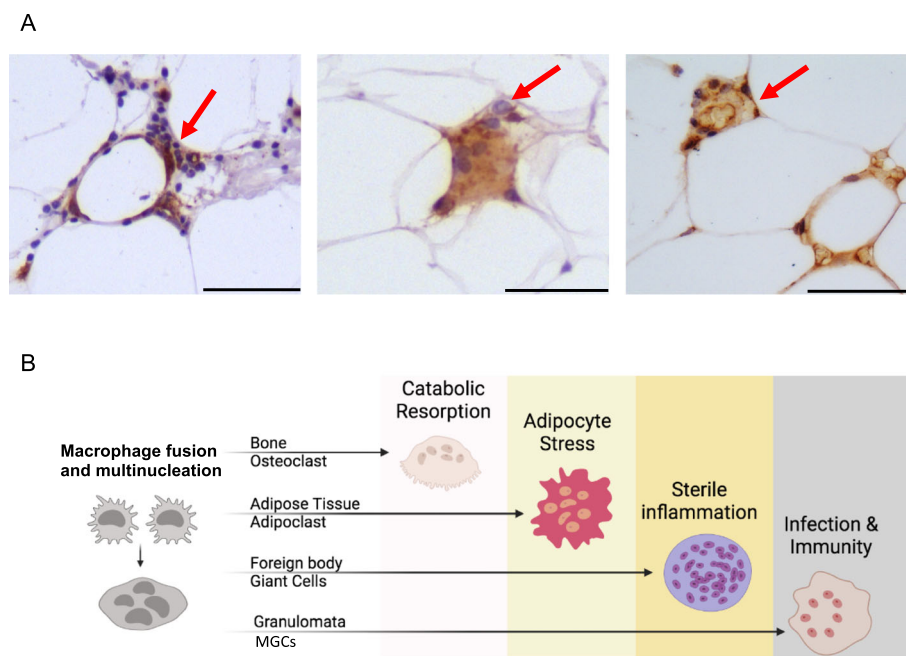 A
B
Catabolic
Resorption
Adipocyte
Stress
Sterile
inflammation
Infection &
Immunity
Macrophage fusion
and multinucleation
Bone
Osteoclast
Adipose Tissue
Adipoclast
Foreign body
Giant Cells
Granulomata
MGCs